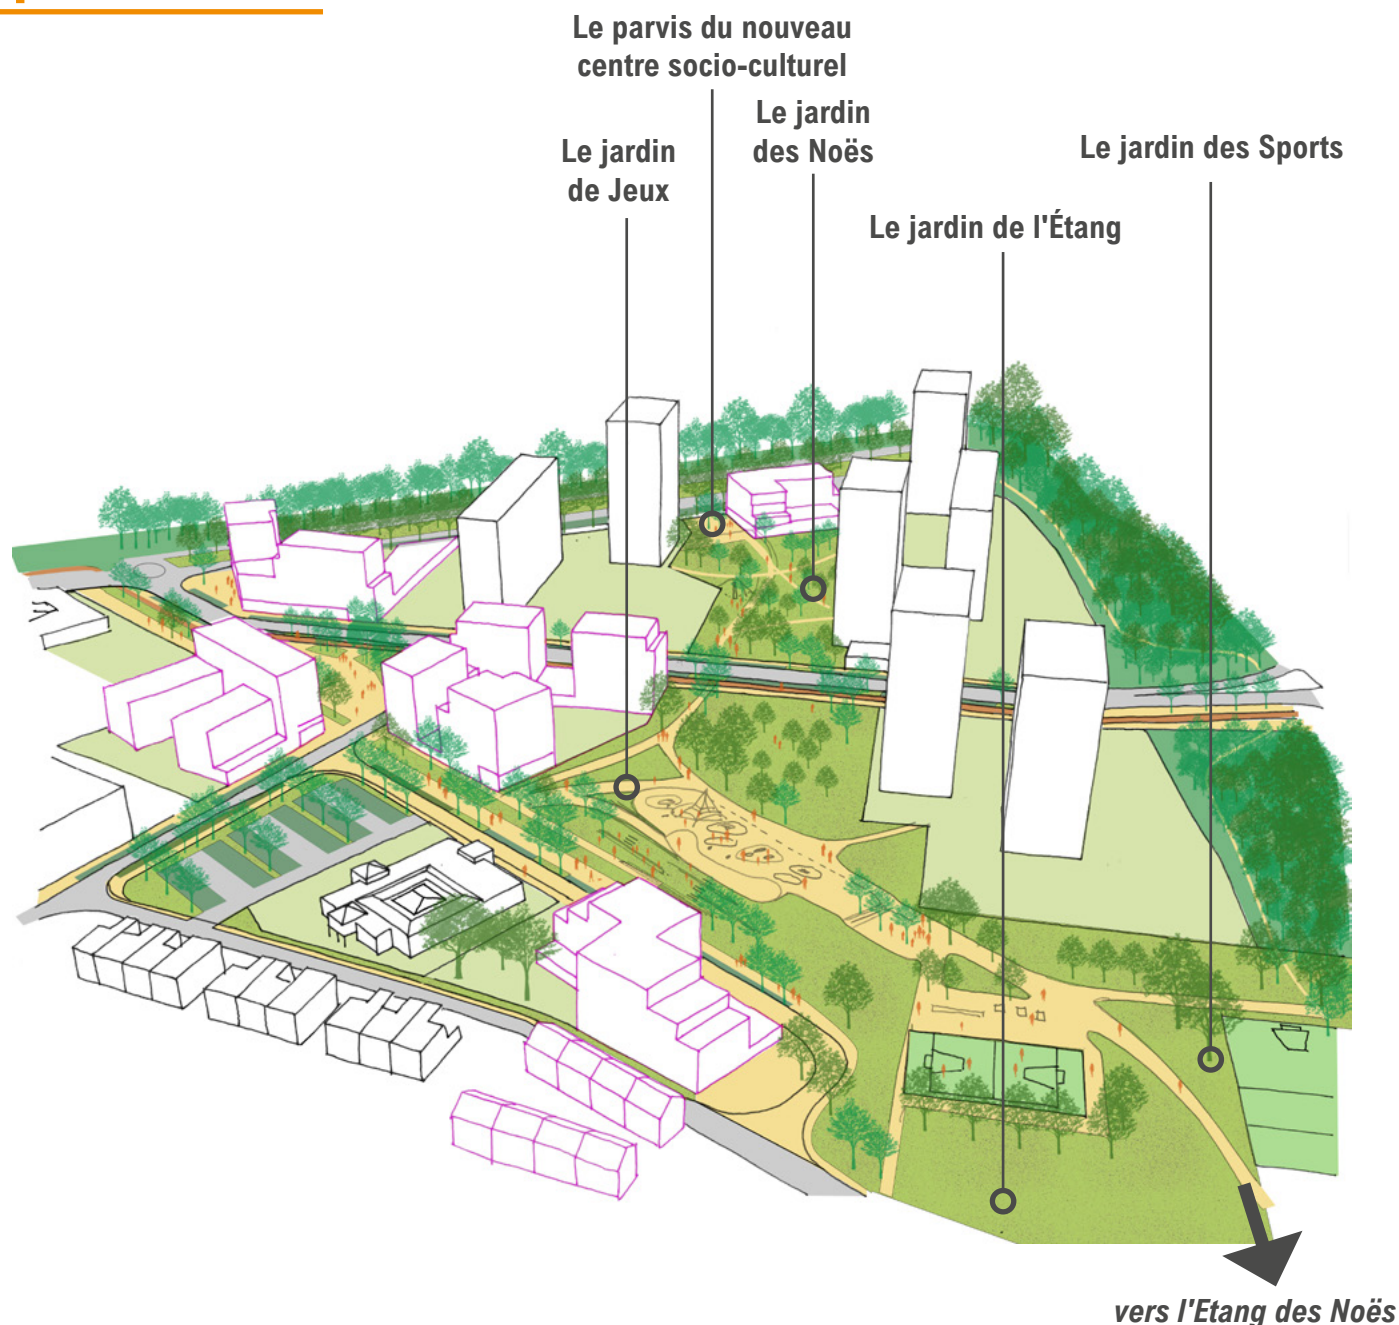 Le parvis du nouveau
centre socio-culturel
Le jardin
des Noës
Le jardin
de Jeux
Le jardin des Sports
Le jardin de l'Étang
vers l'Etang des Noës